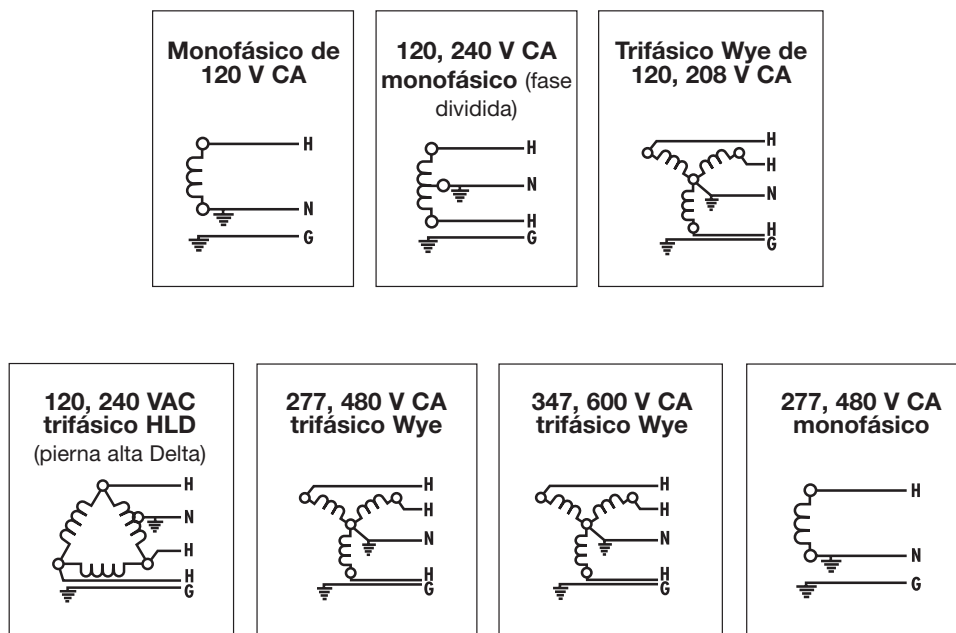 Monofásico de
120 V CA
H
N
G
120, 240 V CA
monofásico (fase
dividida)
H
N
H
G
Trifásico Wye de
120, 208 V CA
H
H
N
H
G
120, 240 VAC
trifásico HLD
(pierna alta Delta)
H
N
H
H
G
277, 480 V CA
trifásico Wye
H
H
N
H
G
347, 600 V CA
trifásico Wye
H
H
N
H
G
277, 480 V CA
monofásico
H
N
G